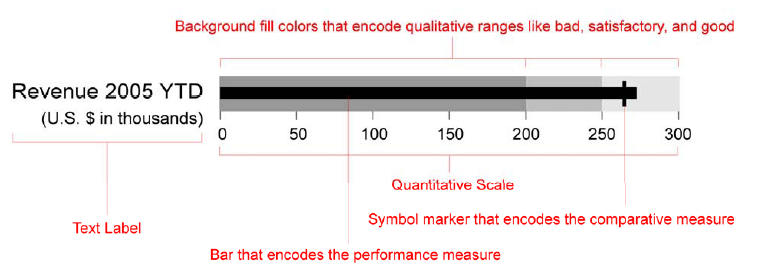 Background fill colors that encode qualitative ranges like bad, satisfactory, and good
Revenue 2005 YTD
(U.S. $ in thousands)
0 50 100 150 200 250 300
Quantitative Scale
Symbol marker that encodes the comparative measure
Text Label
Bar that encodes the performance measure